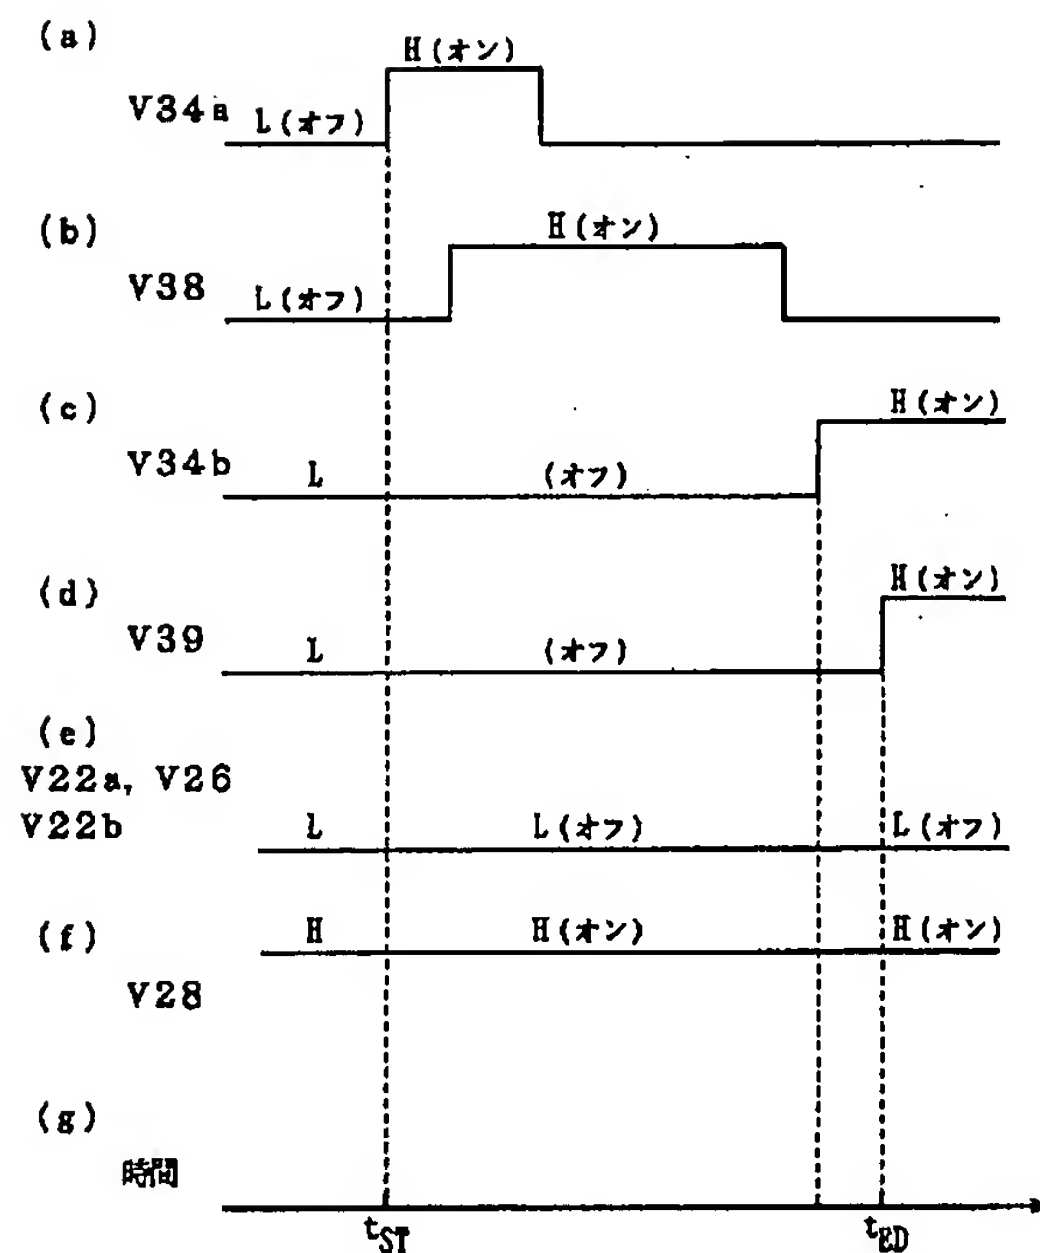 (a)
H(オン)
V34a L(オフ)
(b)
H(オン)
V38 L(オフ)
(c)
H(オン)
V34b L (オフ)
(d)
H(オン)
V39 L (オフ)
(e)
V22a, V26
V22b L L(オフ) L(オフ)
(f) H H(オン) H(オン)
V28
(g)
時間
tST tED